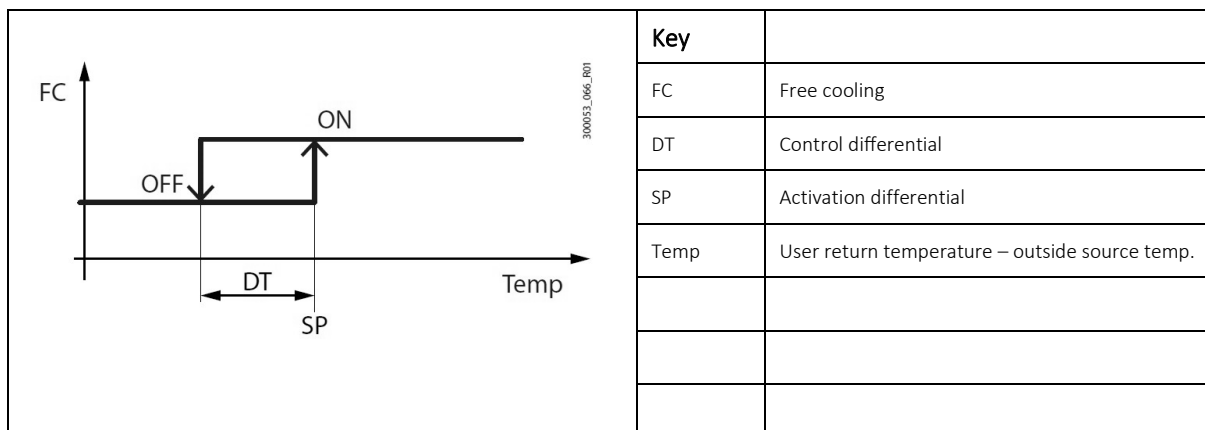 FC
ON
OFF
DT
Temp
SP
300053_066_R01
Key
FC Free cooling
DT Control differential
SP Activation differential
Temp User return temperature – outside source temp.